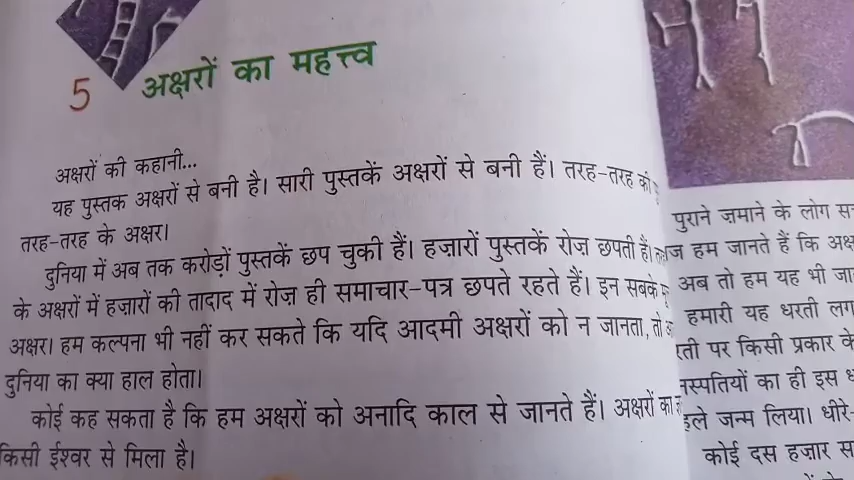 5
अक्षरों का महत्त्व
अक्षरों की कहानी...
यह पुस्तक अक्षरों से बनी है। सारी पुस्तकें अक्षरों से बनी हैं। तरह-तरह की
तरह-तरह के अक्षर।
दुनिया में अब तक करोड़ों पुस्तकें छप चुकी हैं। हज़ारों पुस्तकें रोज़ छपती हैं।
के अक्षरों में हज़ारों की तादाद में रोज़ ही समाचार-पत्र छपते रहते हैं। इन सबके
अक्षर। हम कल्पना भी नहीं कर सकते कि यदि आदमी अक्षरों को न जानता, तो
दुनिया का क्या हाल होता।
कोई कह सकता है कि हम अक्षरों को अनादि काल से जानते हैं। अक्षरों का
किसी ईश्वर से मिला है।
पुराने ज़माने के लोग
हम जानते हैं कि
अब तो हम यह भी
हमारी यह धरती
पर किसी प्रकार
का ही इस
जन्म लिया।
कोई दस हज़ार